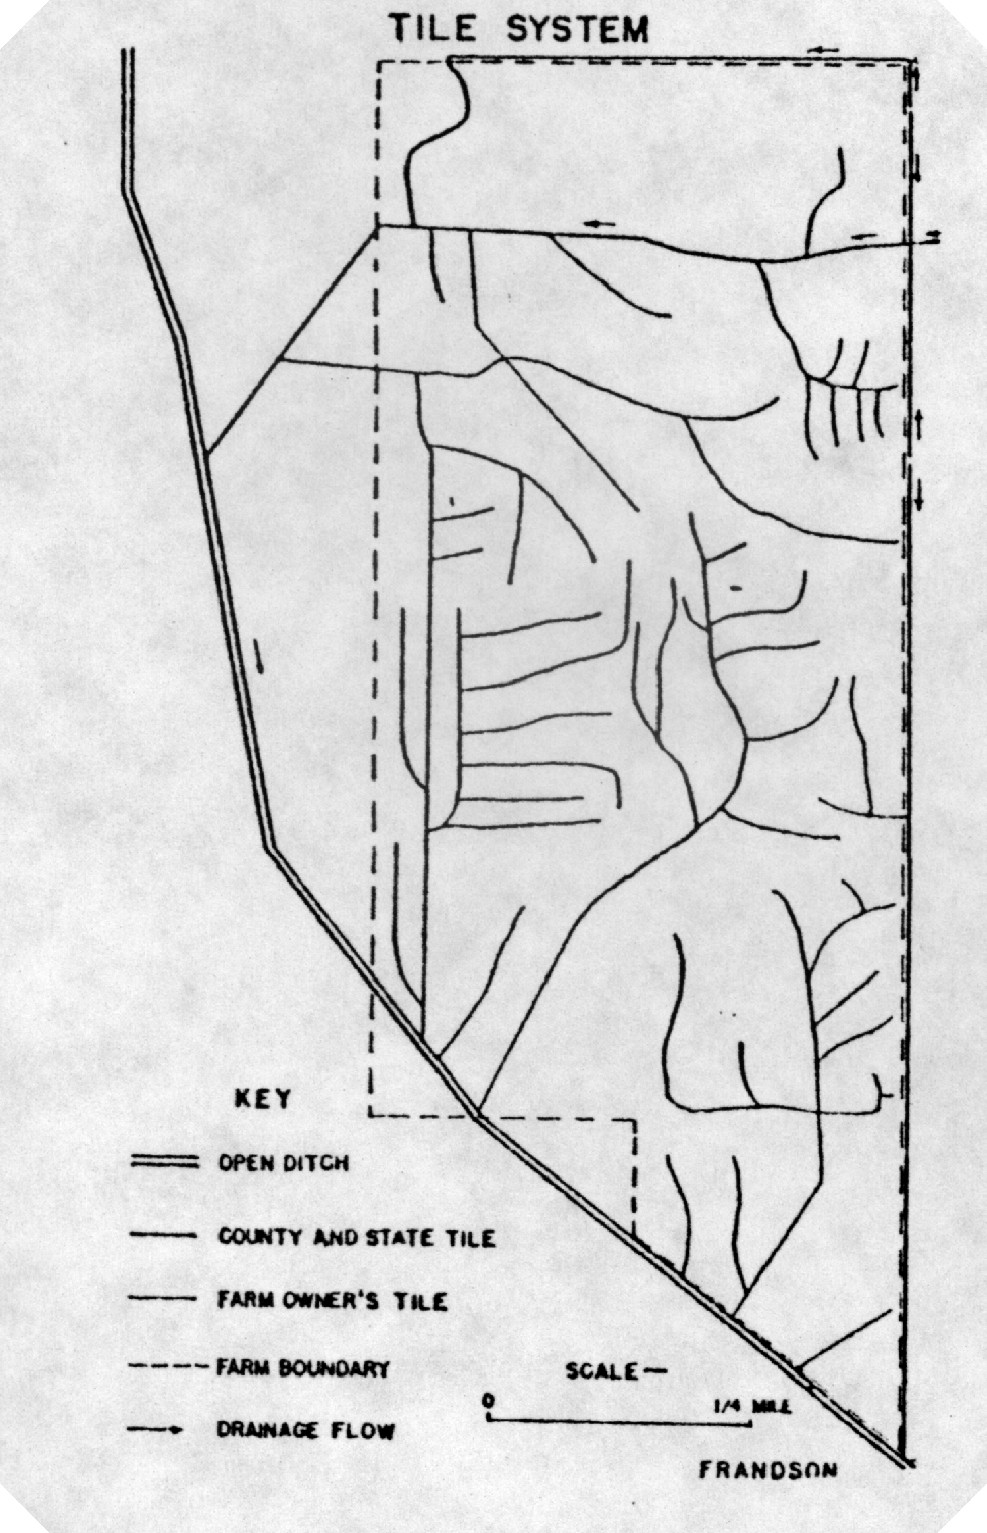 TILE SYSTEM
KEY
OPEN DITCH
COUNTY AND STATE TILE
FARM OWNER'S TILE
FARM BOUNDARY
DRAINAGE FLOW
SCALE—
0 1/4 MILE
FRANDSON